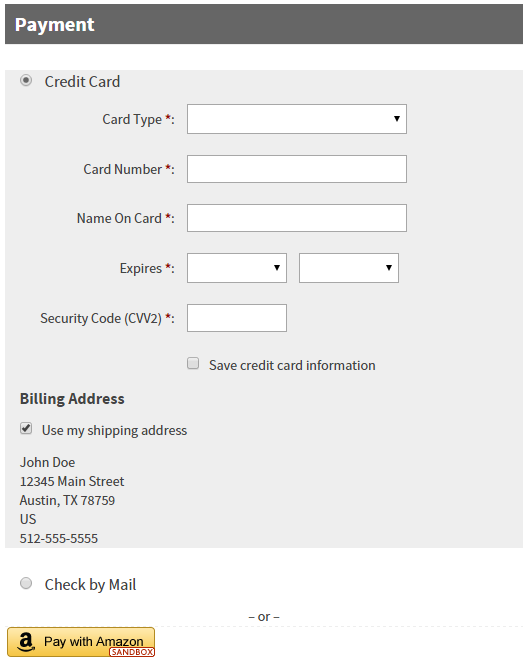 Payment
Credit Card
Card Type *:
Card Number *:
Name On Card *:
Expires *:
Security Code (CVV2) *:
Save credit card information
Billing Address
Use my shipping address
John Doe
12345 Main Street
Austin, TX 78759
US
512-555-5555
Check by Mail
– or –
a Pay with Amazon
SANDBOX